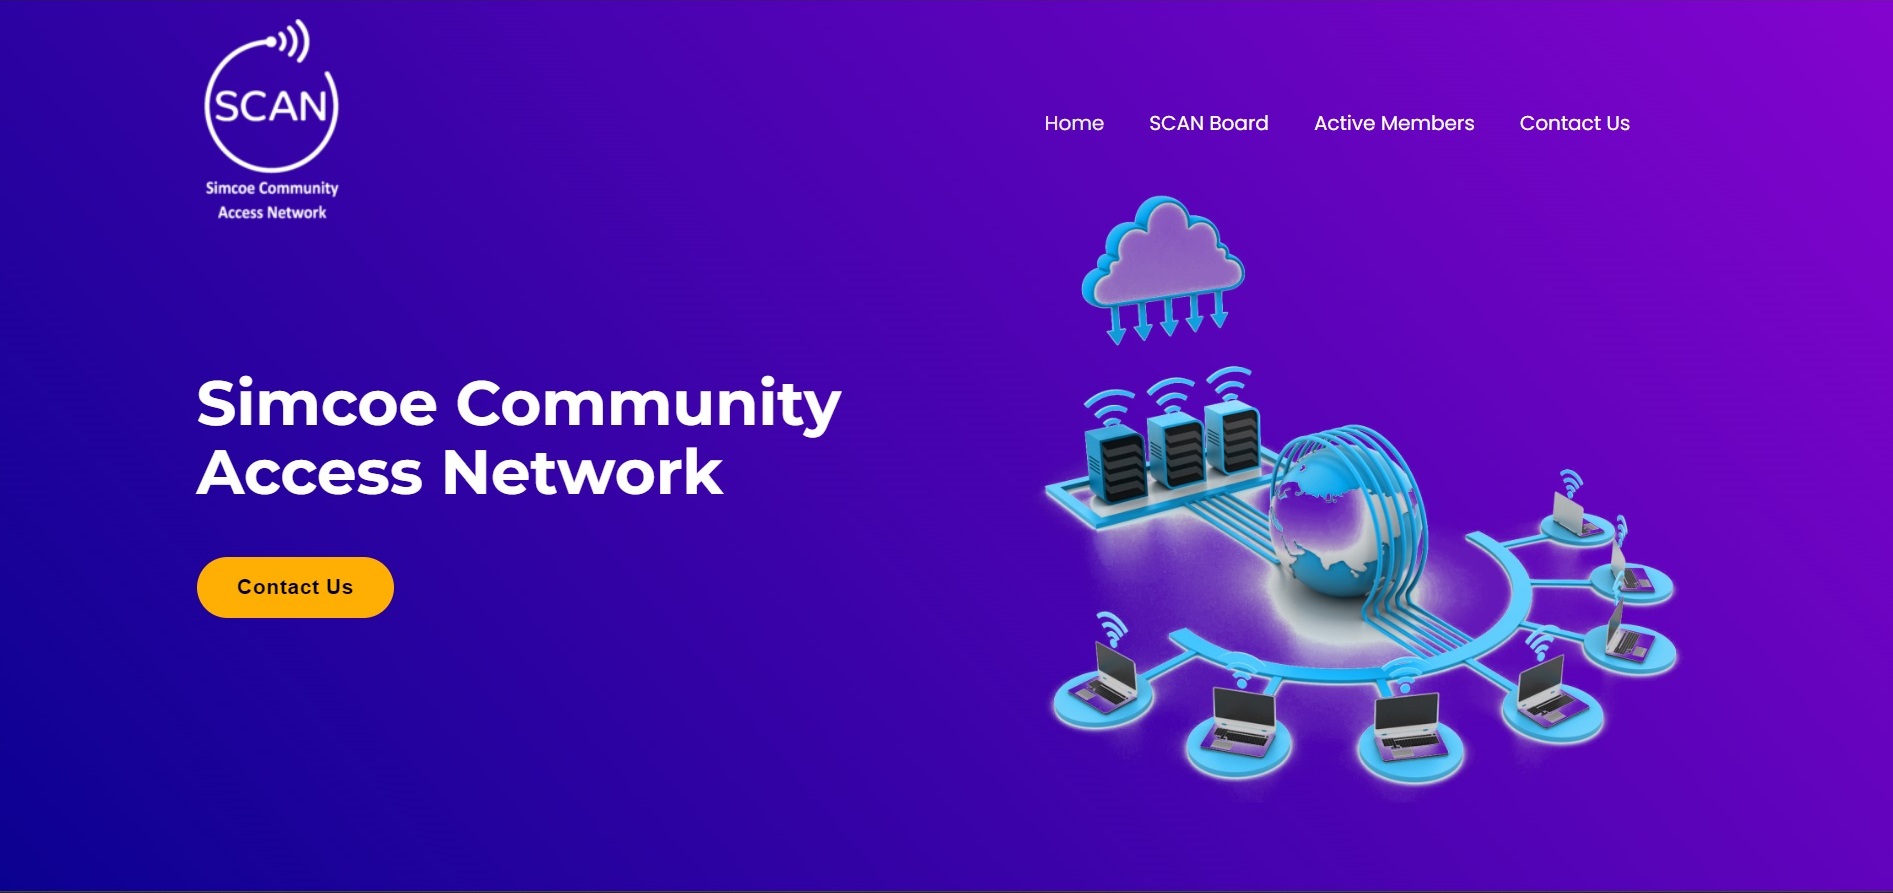 SCAN
Simcoe Community
Access Network
Home
SCAN Board
Active Members
Contact Us
Simcoe Community
Access Network
Contact Us